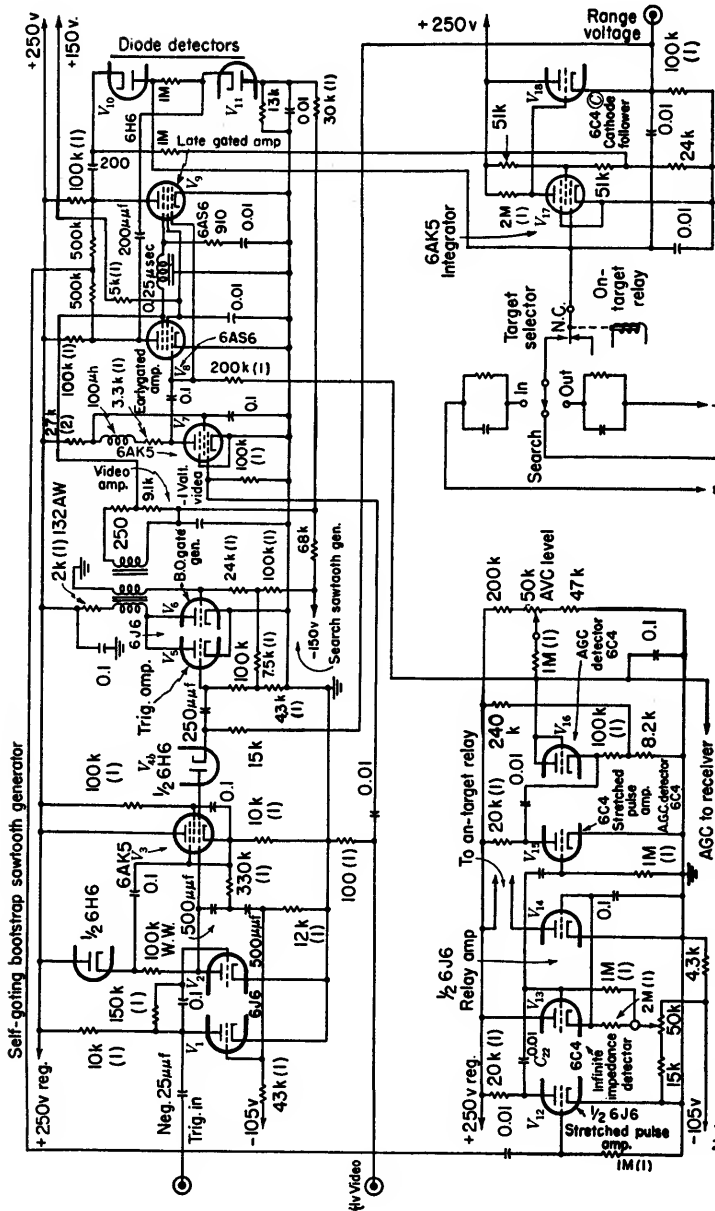 Self-gating bootstrap sawtooth generator
+250v reg.
10k
(1)
150k
(1)
½ 6H6
100k
W.W.
0.1
6AK5
V3
100k
(1)
V4b
½ 6H6
250μμf
0.1
15k
500μμf
330k
(1)
10k
(1)
12k
(1)
500μμf
0.1
V1
V2
6J6
Neg. 25μμf
Trig. in
-105v
43k (1)
100 (1)
0.01
Video
2k (1) 132AW
0.1
250
6J6
V5
V6
Trig. amp.
B.O. gate
gen.
100k
7.5k (1)
43k
(1)
24k (1)
100k (1)
68k
-150v
Search sawtooth gen.
27k
(2)
100μh
3.3k (1)
Video
amp.
9.1k
6AK5
V7
-1 Volt
video
100k
(1)
0.1
0.1
100k (1)
Early gated
amp.
V8
6AS6
200k (1)
500k
500k
5k (1)
0.25 μsec
0.01
200μμf
100k (1)
200
V9
6AS6
910
0.01
Late gated amp
1M
6H6
1M
V10
V11
Diode detectors
13k
0.01
30k (1)
+250v
+150v.
+250v
Range
voltage
51k
2M
(1)
V17
V18
6C4
Cathode
follower
51k
6AK5
Integrator
0.01
0.01
24k
100k
(1)
Target
selector
N.C.
On-
target
relay
Search
In
Out
+250v reg.
20k (1)
0.01
V12
½ 6J6
Stretched pulse
amp.
1M (1)
0.01
C22
V13
6C4
Infinite
impedance
detector
1M
(1)
2M (1)
50k
15k
-105v
4.3k
½ 6J6
Relay amp
V14
0.1
To on-target relay
20k (1)
V15
1M
(1)
6C4
Stretched
pulse
amp.
A.G.C. detector
6C4
0.01
240
k
V16
100k
(1)
8.2k
AGC
detector
6C4
1M (1)
200k
50k
AVC level
47k
0.1
AGC to receiver